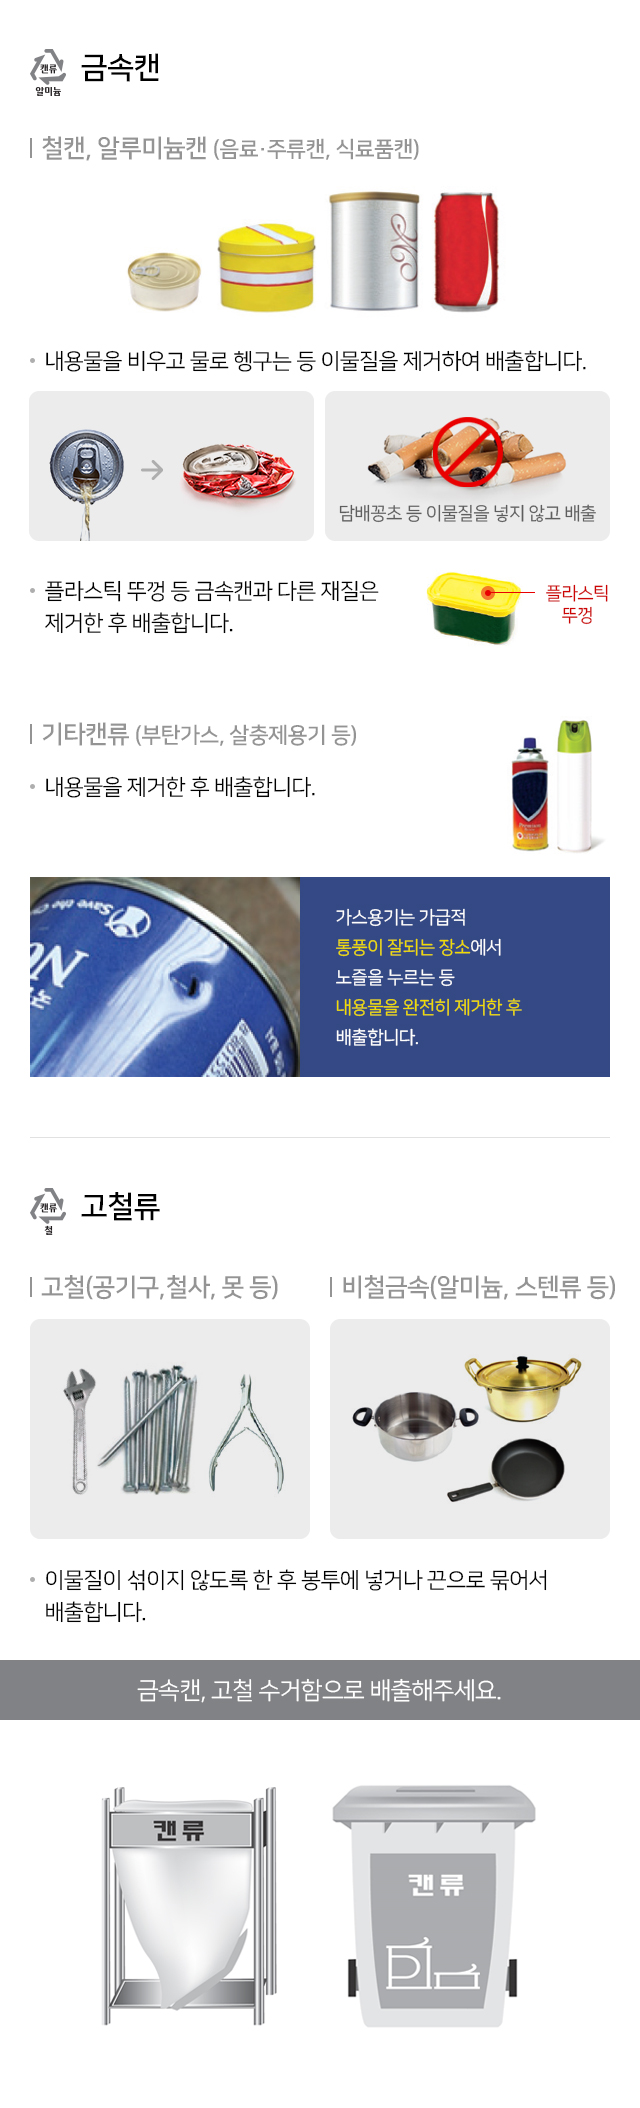 캔류
알미늄
금속캔
철캔, 알루미늄캔 (음료·주류캔, 식료품캔)
• 내용물을 비우고 물로 헹구는 등 이물질을 제거하여 배출합니다.
담배꽁초 등 이물질을 넣지 않고 배출
• 플라스틱 뚜껑 등 금속캔과 다른 재질은
제거한 후 배출합니다.
플라스틱
뚜껑
기타캔류 (부탄가스, 살충제용기 등)
• 내용물을 제거한 후 배출합니다.
Save the
가스용기는 가급적
통풍이 잘되는 장소에서
노즐을 누르는 등
내용물을 완전히 제거한 후
배출합니다.
캔류
철
고철류
고철(공기구,철사, 못 등)
비철금속(알미늄, 스텐류 등)
• 이물질이 섞이지 않도록 한 후 봉투에 넣거나 끈으로 묶어서
배출합니다.
금속캔, 고철 수거함으로 배출해주세요.
캔류
캔류